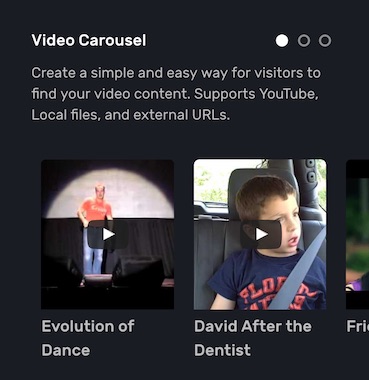 Video Carousel
Create a simple and easy way for visitors to
find your video content. Supports YouTube,
Local files, and external URLs.
FLORI
Evolution of
Dance
David After the
Dentist
Fri